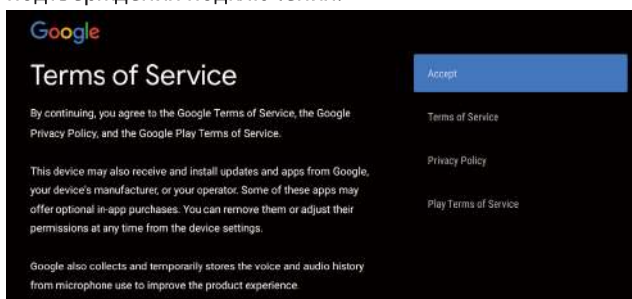 Google
Terms of Service
By continuing, you agree to the Google Terms of Service, the Google
Privacy Policy, and the Google Play Terms of Service.
This device may also receive and install updates and apps from Google,
your device's manufacturer, or your operator. Some of these apps may
offer optional in-app purchases. You can remove them or adjust their
permissions at any time from the device settings.
Google also collects and temporarily stores the voice and audio history
from microphone use to improve the product experience.
Accept
Terms of Service
Privacy Policy
Play Terms of Service